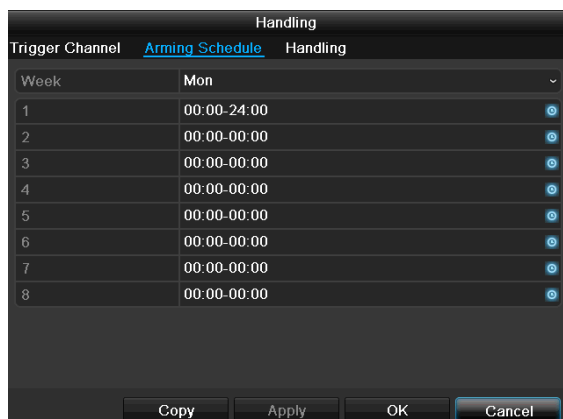 Handling
Trigger Channel Arming Schedule Handling
Week Mon
1 00:00-24:00
2 00:00-00:00
3 00:00-00:00
4 00:00-00:00
5 00:00-00:00
6 00:00-00:00
7 00:00-00:00
8 00:00-00:00
Copy Apply OK Cancel